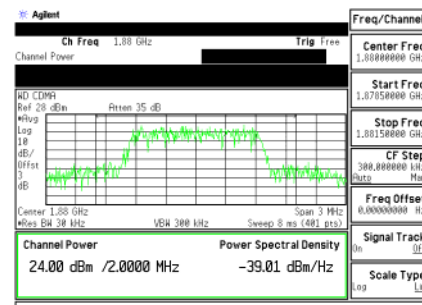 Agilent
Freq/Channel
Ch Freq 1.88 GHz Trig Free
Channel Power
Center Freq
1.88000000 GHz
Start Freq
1.87850000 GHz
WD CDMA
Ref 28 dBm Atten 35 dB
#Avg
Log
10
dB/
Offst
3
dB
Stop Freq
1.88150000 GHz
CF Step
300.000000 kHz
Auto Ma
Freq Offset
0.00000000 Hz
Center 1.88 GHz Span 3 MHz
#Res BW 30 kHz VBW 300 kHz Sweep 8 ms (401 pts)
Signal Track
On Of
Channel Power Power Spectral Density
24.00 dBm /2.0000 MHz -39.01 dBm/Hz
Scale Type
Log Li